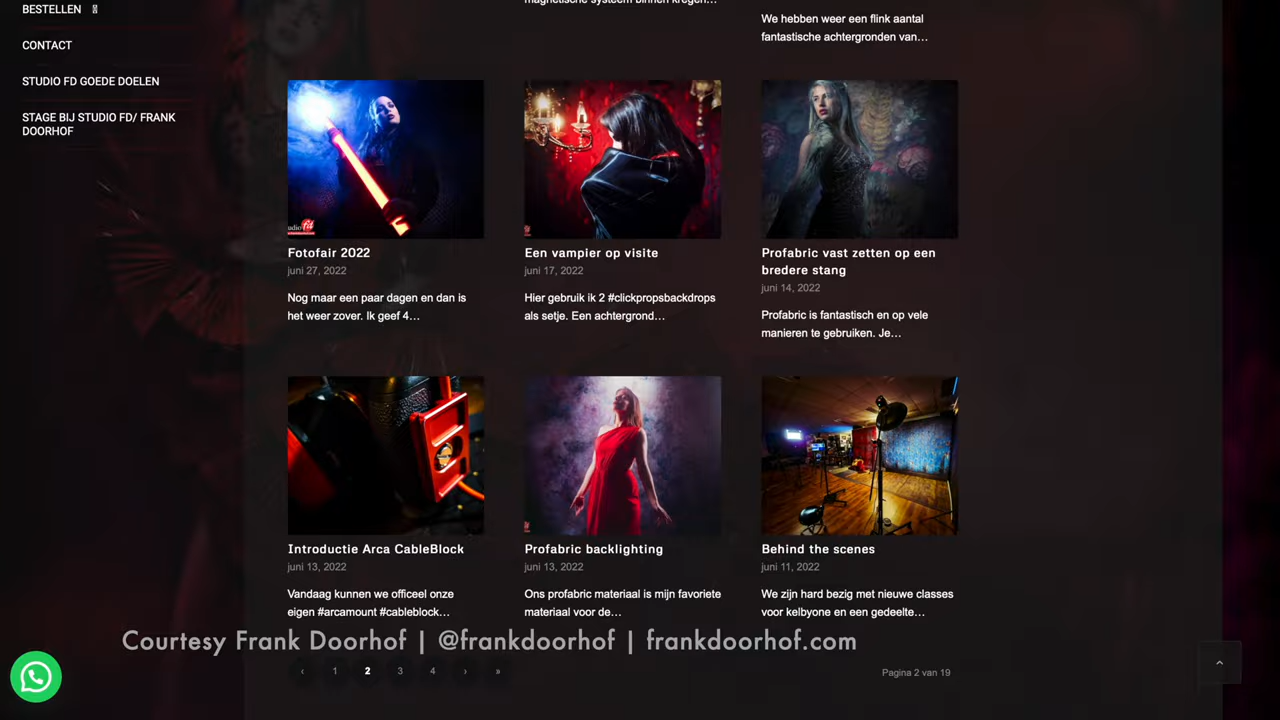 BESTELLEN
CONTACT
STUDIO FD GOEDE DOELEN
STAGE BIJ STUDIO FD/ FRANK
DOORHOF
We hebben weer een flink aantal
fantastische achtergronden van…
Fotofair 2022
juni 27, 2022
Nog maar een paar dagen en dan is
het weer zover. Ik geef 4…
Een vampier op visite
juni 17, 2022
Hier gebruik ik 2 #clickpropsbackdrops
als setje. Een achtergrond…
Profabric vast zetten op een
bredere stang
juni 14, 2022
Profabric is fantastisch en op vele
manieren te gebruiken. Je…
Introductie Arca CableBlock
juni 13, 2022
Vandaag kunnen we officeel onze
eigen #arcamount #cableblock…
Profabric backlighting
juni 13, 2022
Ons profabric materiaal is mijn favoriete
materiaal voor de…
Behind the scenes
juni 11, 2022
We zijn hard bezig met nieuwe classes
voor kelbyone en een gedeelte…
Courtesy Frank Doorhof | @frankdoorhof | frankdoorhof.com
‹ 1 2 3 4 › »
Pagina 2 van 19